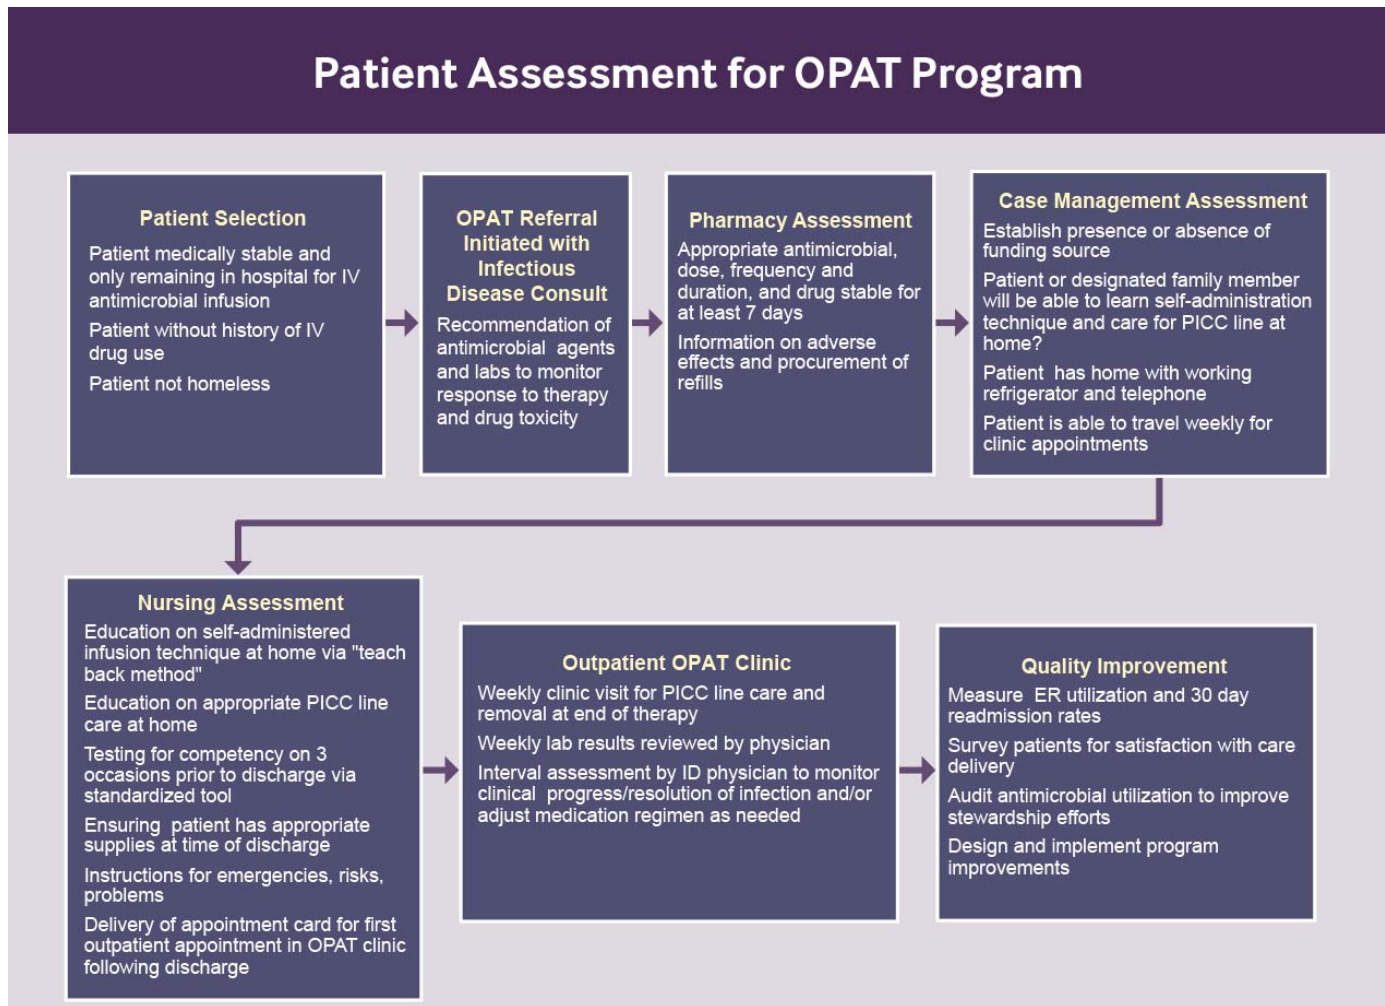 Patient Assessment for OPAT Program
Patient Selection
Patient medically stable and
only remaining in hospital for IV
antimicrobial infusion
Patient without history of IV
drug use
Patient not homeless
OPAT Referral
Initiated with
Infectious
Disease Consult
Recommendation of
antimicrobial agents
and labs to monitor
response to therapy
and drug toxicity
Pharmacy Assessment
Appropriate antimicrobial,
dose, frequency and
duration, and drug stable for
at least 7 days
Information on adverse
effects and procurement of
refills
Case Management Assessment
Establish presence or absence of
funding source
Patient or designated family member
will be able to learn self-administration
technique and care for PICC line at
home?
Patient has home with working
refrigerator and telephone
Patient is able to travel weekly for
clinic appointments
Nursing Assessment
Education on self-administered
infusion technique at home via "teach
back method"
Education on appropriate PICC line
care at home
Testing for competency on 3
occasions prior to discharge via
standardized tool
Ensuring patient has appropriate
supplies at time of discharge
Instructions for emergencies, risks,
problems
Delivery of appointment card for first
outpatient appointment in OPAT clinic
following discharge
Outpatient OPAT Clinic
Weekly clinic visit for PICC line care and
removal at end of therapy
Weekly lab results reviewed by physician
Interval assessment by ID physician to monitor
clinical progress/resolution of infection and/or
adjust medication regimen as needed
Quality Improvement
Measure ER utilization and 30 day
readmission rates
Survey patients for satisfaction with care
delivery
Audit antimicrobial utilization to improve
stewardship efforts
Design and implement program
improvements